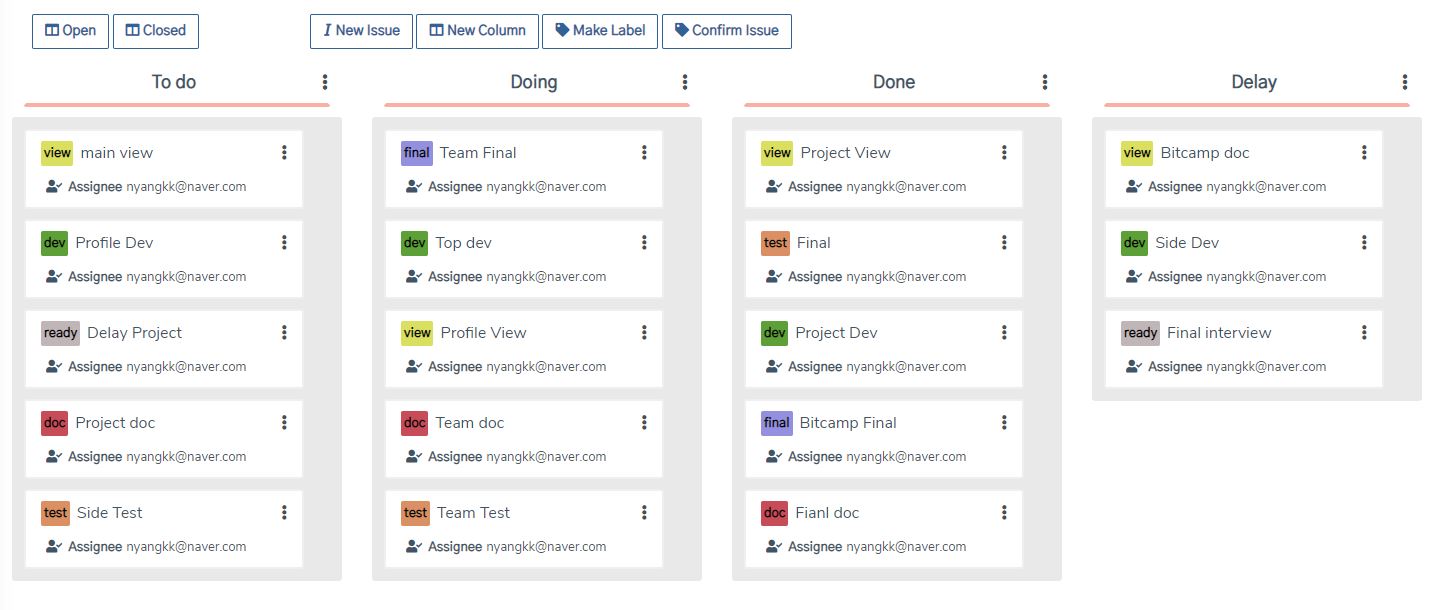 Open
Closed
New Issue
New Column
Make Label
Confirm Issue
To do
view main view
Assignee nyangkk@naver.com
dev Profile Dev
Assignee nyangkk@naver.com
ready Delay Project
Assignee nyangkk@naver.com
doc Project doc
Assignee nyangkk@naver.com
test Side Test
Assignee nyangkk@naver.com
Doing
final Team Final
Assignee nyangkk@naver.com
dev Top dev
Assignee nyangkk@naver.com
view Profile View
Assignee nyangkk@naver.com
doc Team doc
Assignee nyangkk@naver.com
test Team Test
Assignee nyangkk@naver.com
Done
view Project View
Assignee nyangkk@naver.com
test Final
Assignee nyangkk@naver.com
dev Project Dev
Assignee nyangkk@naver.com
final Bitcamp Final
Assignee nyangkk@naver.com
doc Fianl doc
Assignee nyangkk@naver.com
Delay
view Bitcamp doc
Assignee nyangkk@naver.com
dev Side Dev
Assignee nyangkk@naver.com
ready Final interview
Assignee nyangkk@naver.com